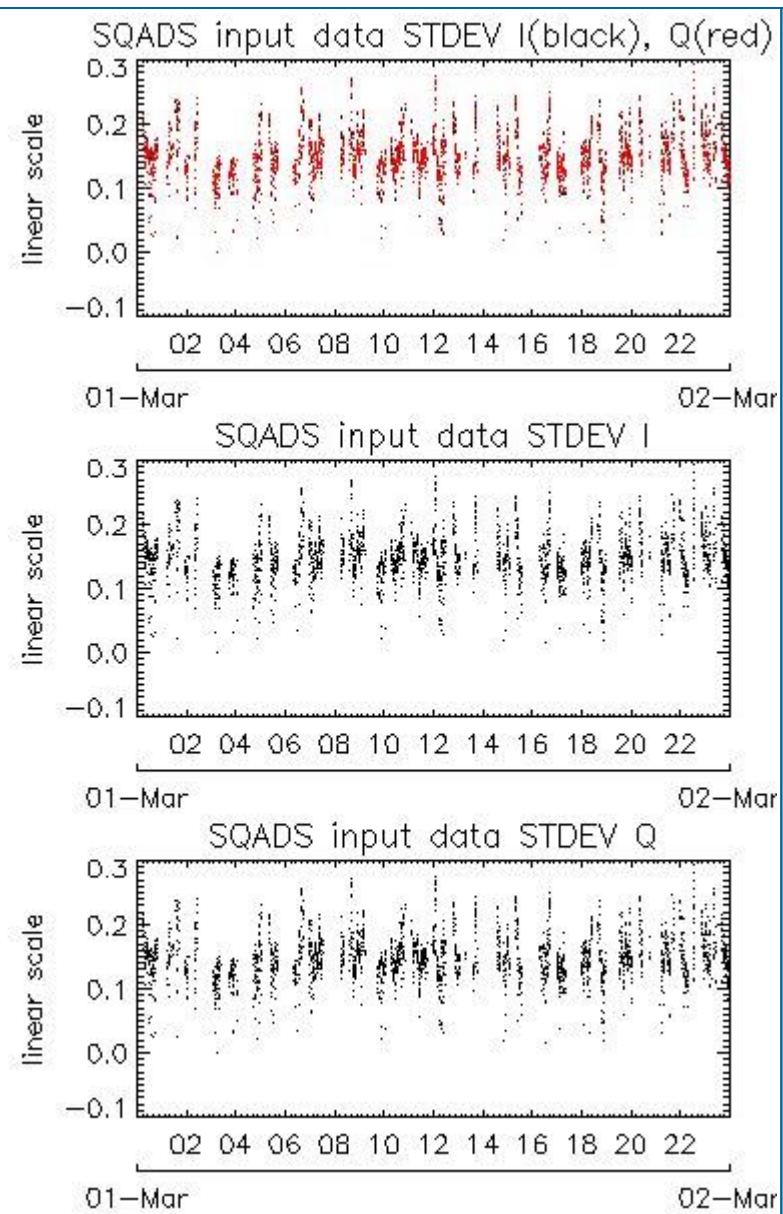 SQADS input data STDEV I(black), Q(red)
linear scale
0.3
0.2
0.1
0.0
−0.1
02 04 06 08 10 12 14 16 18 20 22
01−Mar 02−Mar
SQADS input data STDEV I
linear scale
0.3
0.2
0.1
0.0
−0.1
02 04 06 08 10 12 14 16 18 20 22
01−Mar 02−Mar
SQADS input data STDEV Q
linear scale
0.3
0.2
0.1
0.0
−0.1
02 04 06 08 10 12 14 16 18 20 22
01−Mar 02−Mar